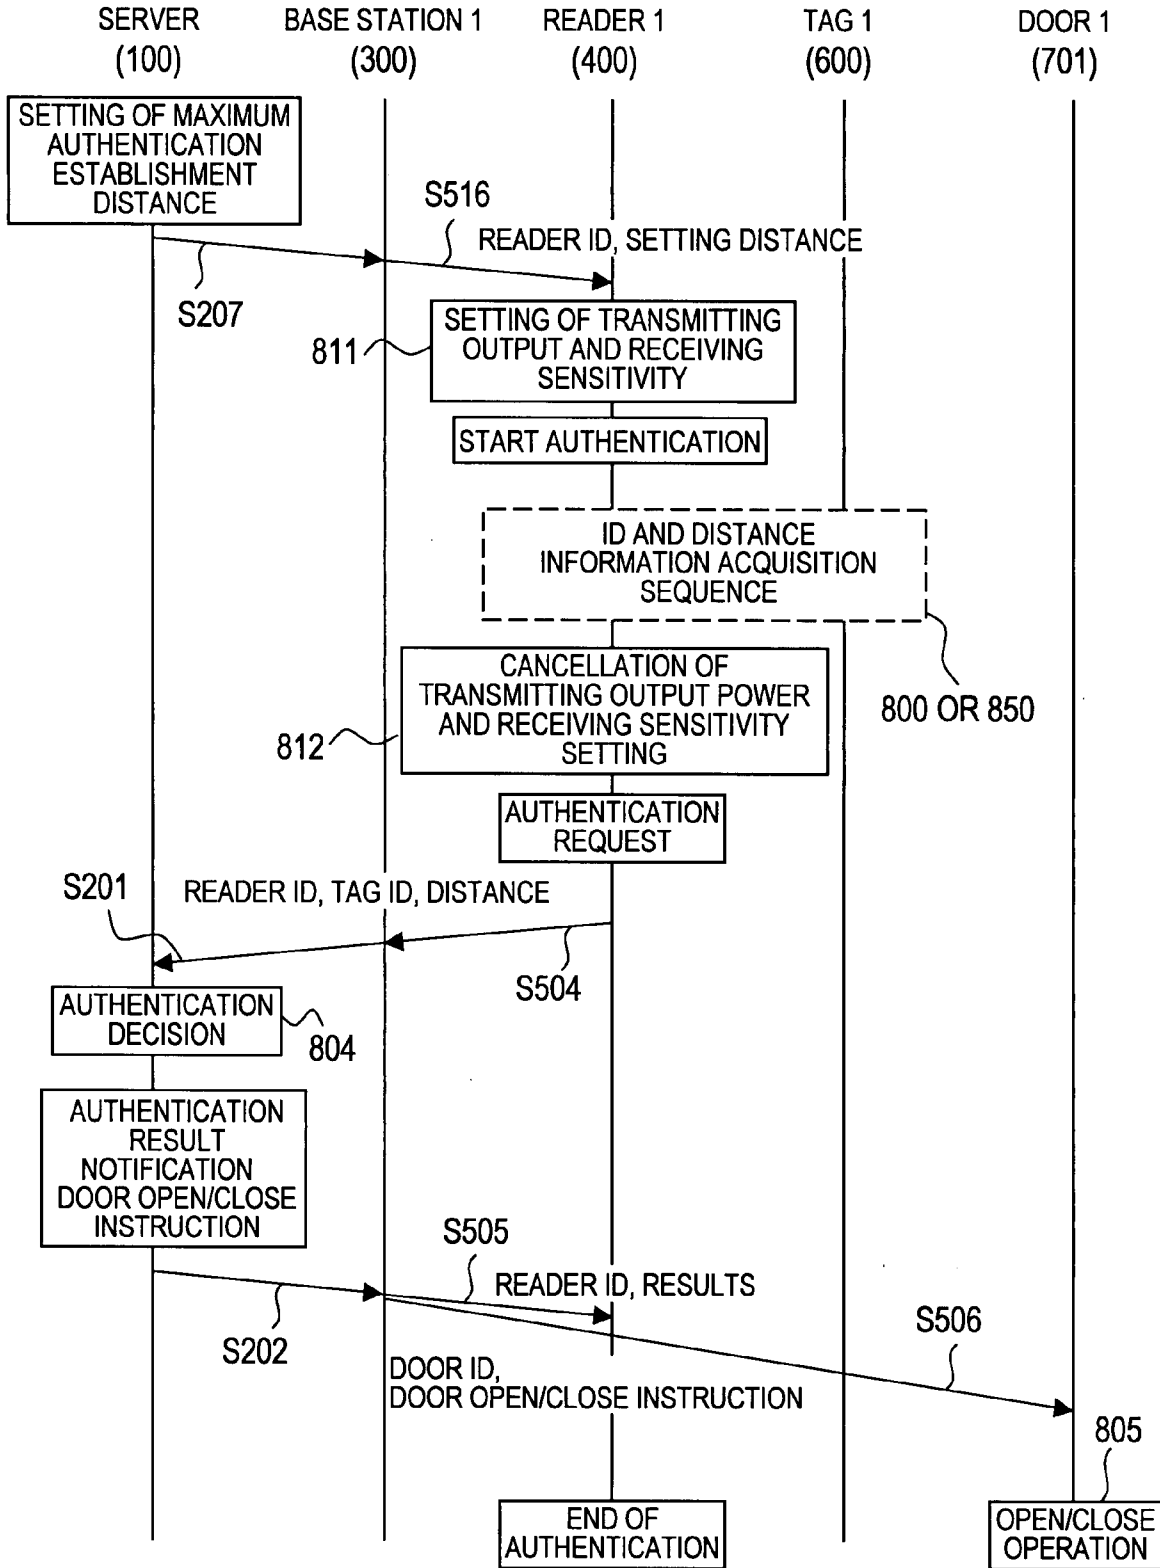 SERVER
(100)
BASE STATION 1
(300)
READER 1
(400)
TAG 1
(600)
DOOR 1
(701)
SETTING OF MAXIMUM
AUTHENTICATION
ESTABLISHMENT
DISTANCE
S516
READER ID, SETTING DISTANCE
S207
811
SETTING OF TRANSMITTING
OUTPUT AND RECEIVING
SENSITIVITY
START AUTHENTICATION
ID AND DISTANCE
INFORMATION ACQUISITION
SEQUENCE
800 OR 850
CANCELLATION OF
TRANSMITTING OUTPUT POWER
AND RECEIVING SENSITIVITY
SETTING
812
AUTHENTICATION
REQUEST
S201
READER ID, TAG ID, DISTANCE
S504
AUTHENTICATION
DECISION
804
AUTHENTICATION
RESULT
NOTIFICATION
DOOR OPEN/CLOSE
INSTRUCTION
S505
READER ID, RESULTS
S202
S506
DOOR ID,
DOOR OPEN/CLOSE INSTRUCTION
805
END OF
AUTHENTICATION
OPEN/CLOSE
OPERATION